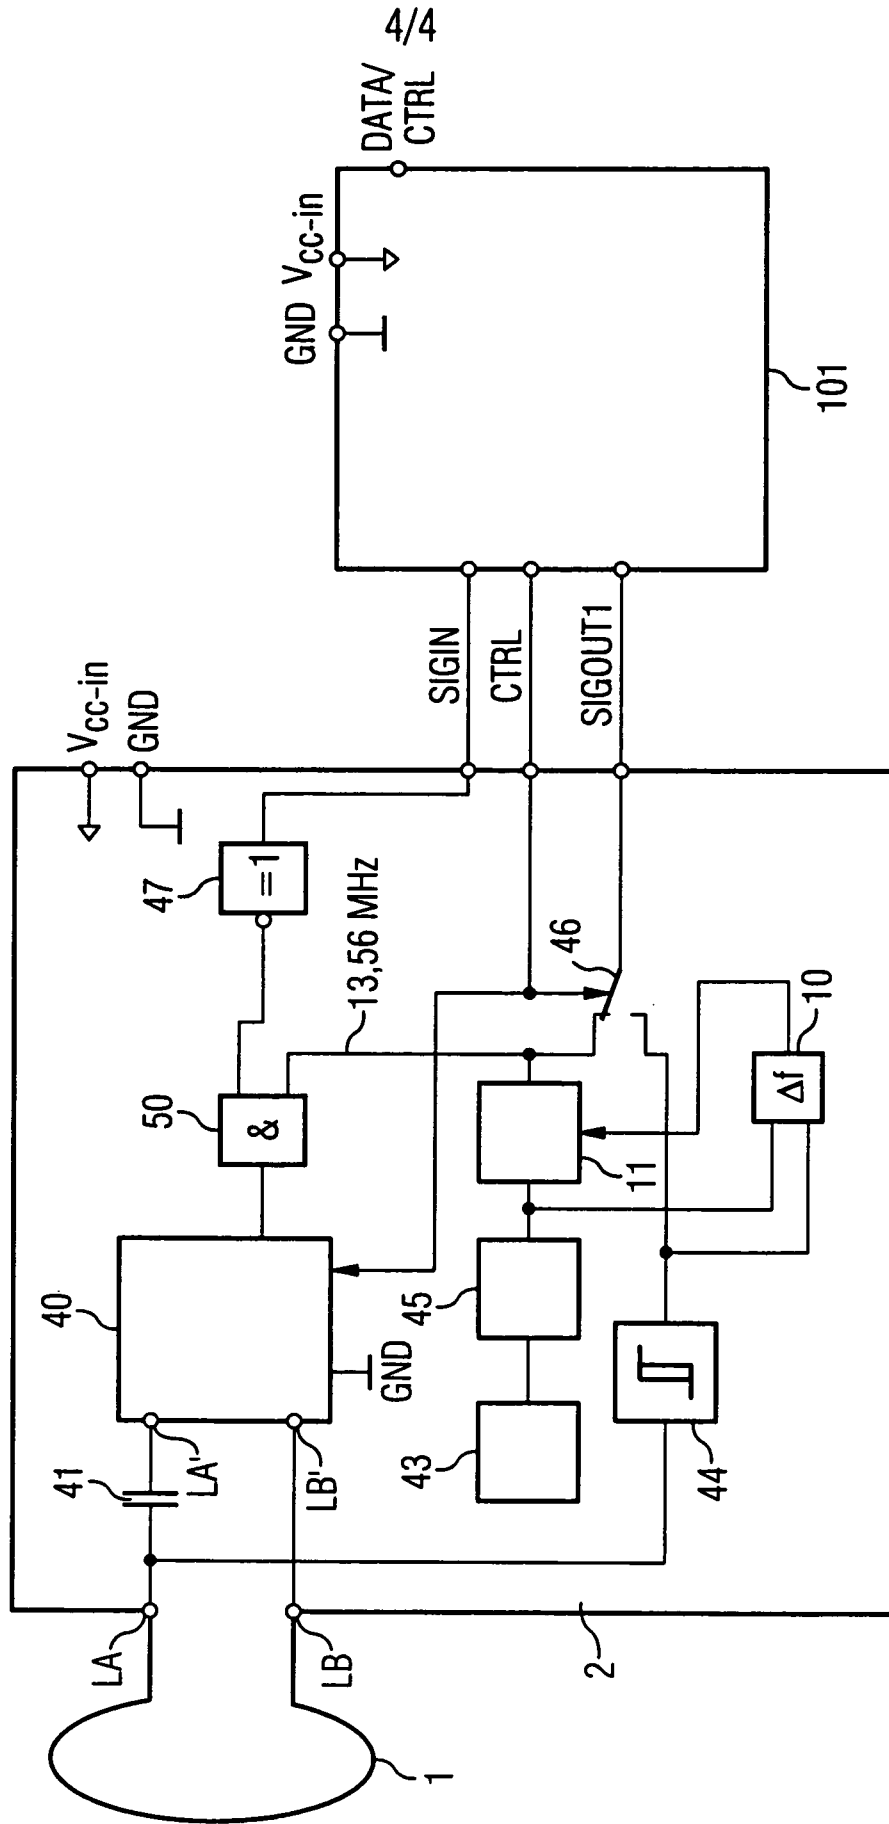 4/4
DATA/
CTRL
Vcc-in
GND
101
SIGIN
CTRL
SIGOUT1
Vcc-in
GND
47
=1
13,56 MHz
46
50
&
10
Δf
11
40
45
GND
41
LA'
LB'
43
44
LA
LB
2
1